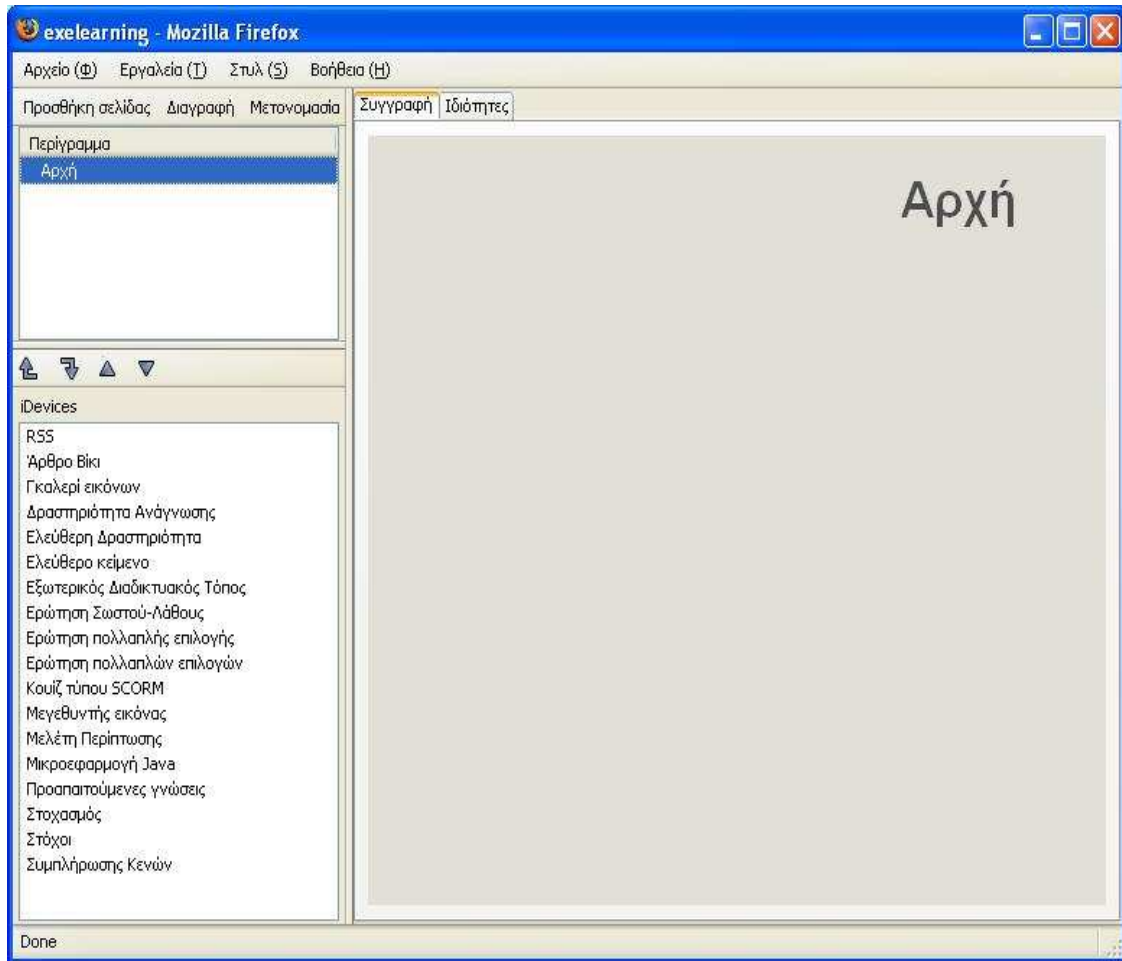 exelearning - Mozilla Firefox
Αρχείο (Φ) Εργαλεία (Τ) Στυλ (S) Βοήθεια (H)
Προσθήκη σελίδας Διαγραφή Μετονομασία
Συγγραφή Ιδιότητες
Περίγραμμα
Αρχή
Αρχή
iDevices
RSS
Άρθρο Βίκι
Γκαλερί εικόνων
Δραστηριότητα Ανάγνωσης
Ελεύθερη Δραστηριότητα
Ελεύθερο κείμενο
Εξωτερικός Διαδικτυακός Τόπος
Ερώτηση Σωστού-Λάθους
Ερώτηση πολλαπλής επιλογής
Ερώτηση πολλαπλών επιλογών
Κουίζ τύπου SCORM
Μεγεθυντής εικόνας
Μελέτη Περίπτωσης
Μικροεφαρμογή Java
Προαπαιτούμενες γνώσεις
Στοχασμός
Στόχοι
Συμπλήρωσης Κενών
Done